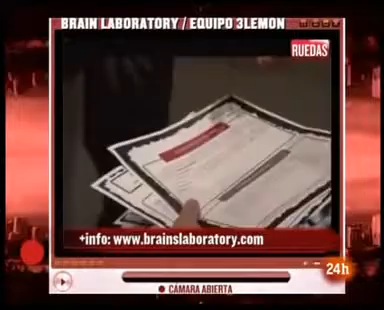 BRAIN LABORATORY / EQUIPO 3LEMON
RUEDAS
+info: www.brainslaboratory.com
24h
CÁMARA ABIERTA